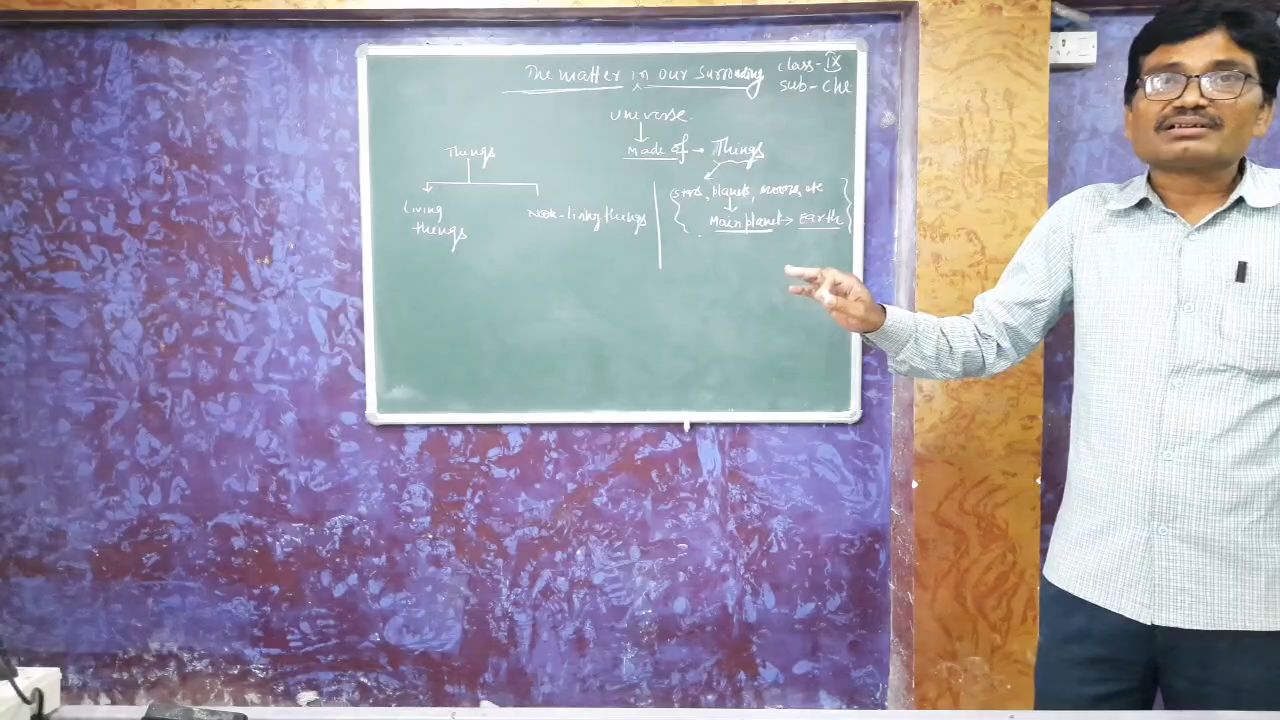 The matter in our surrounding
class-IX
sub-che
universe.
↓
Made of → Things
(stars, planets, moons etc
↓
Main planet → Earth
Things
Living
things
Non-living things